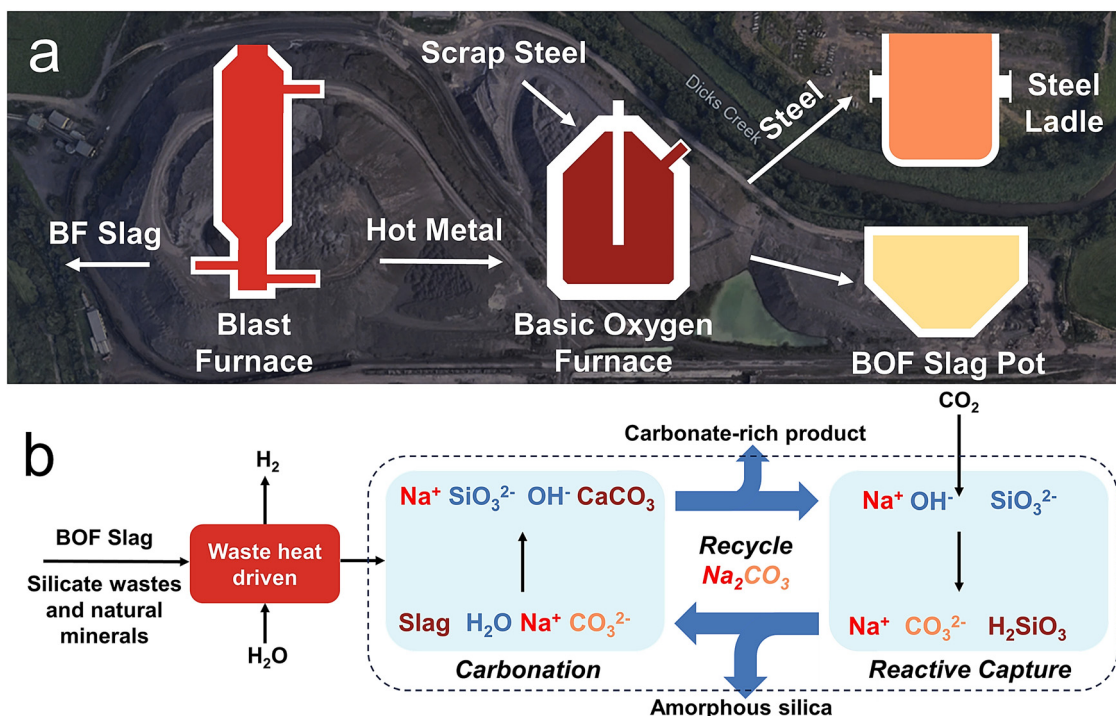 a
Scrap Steel
Dicks Creek
Steel
Steel
Ladle
BF Slag
Hot Metal
Blast
Furnace
Basic Oxygen
Furnace
BOF Slag Pot
b
CO₂
Carbonate-rich product
H₂
BOF Slag
Silicate wastes
and natural
minerals
Waste heat
driven
H₂O
Na⁺ SiO₃²⁻ OH⁻ CaCO₃
Slag H₂O Na⁺ CO₃²⁻
Carbonation
Recycle
Na₂CO₃
Na⁺ OH⁻ SiO₃²⁻
Na⁺ CO₃²⁻ H₂SiO₃
Reactive Capture
Amorphous silica